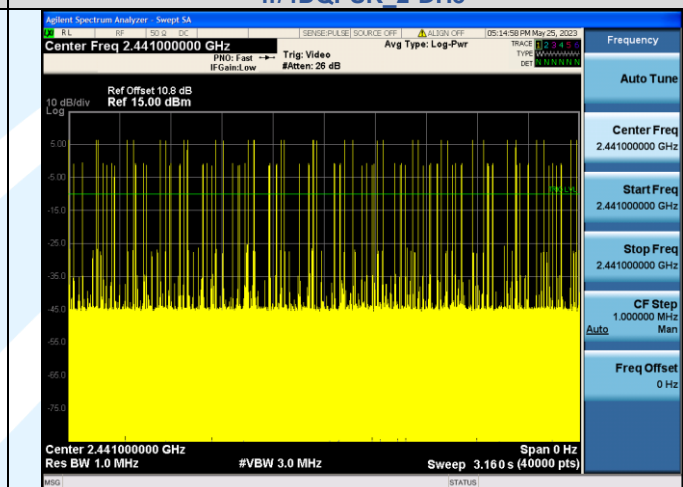 Agilent Spectrum Analyzer - Swept SA
RL RF 50 Ω DC SENSE:PULSE SOURCE OFF ALIGN OFF 05:14:58 PM May 25, 2023
Center Freq 2.441000000 GHz
Avg Type: Log-Pwr
TRACE 1 2 3 4 5 6
TYPE
DET N N N N N N
PNO: Fast
IFGain:Low
Trig: Video
#Atten: 26 dB
Ref Offset 10.8 dB
10 dB/div Ref 15.00 dBm
Log
5.00
-5.00
-15.0
-25.0
-35.0
-45.0
-55.0
-65.0
-75.0
Center 2.441000000 GHz Span 0 Hz
Res BW 1.0 MHz #VBW 3.0 MHz Sweep 3.160 s (40000 pts)
MSG STATUS
Frequency
Auto Tune
Center Freq
2.441000000 GHz
Start Freq
2.441000000 GHz
Stop Freq
2.441000000 GHz
CF Step
1.000000 MHz
Auto Man
Freq Offset
0 Hz